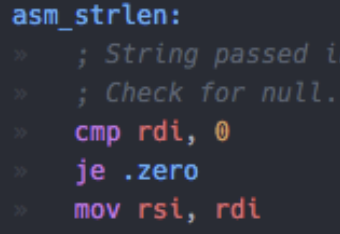 asm_strlen:
» ; String passed i
» ; Check for null.
» cmp rdi, 0
» je .zero
» mov rsi, rdi